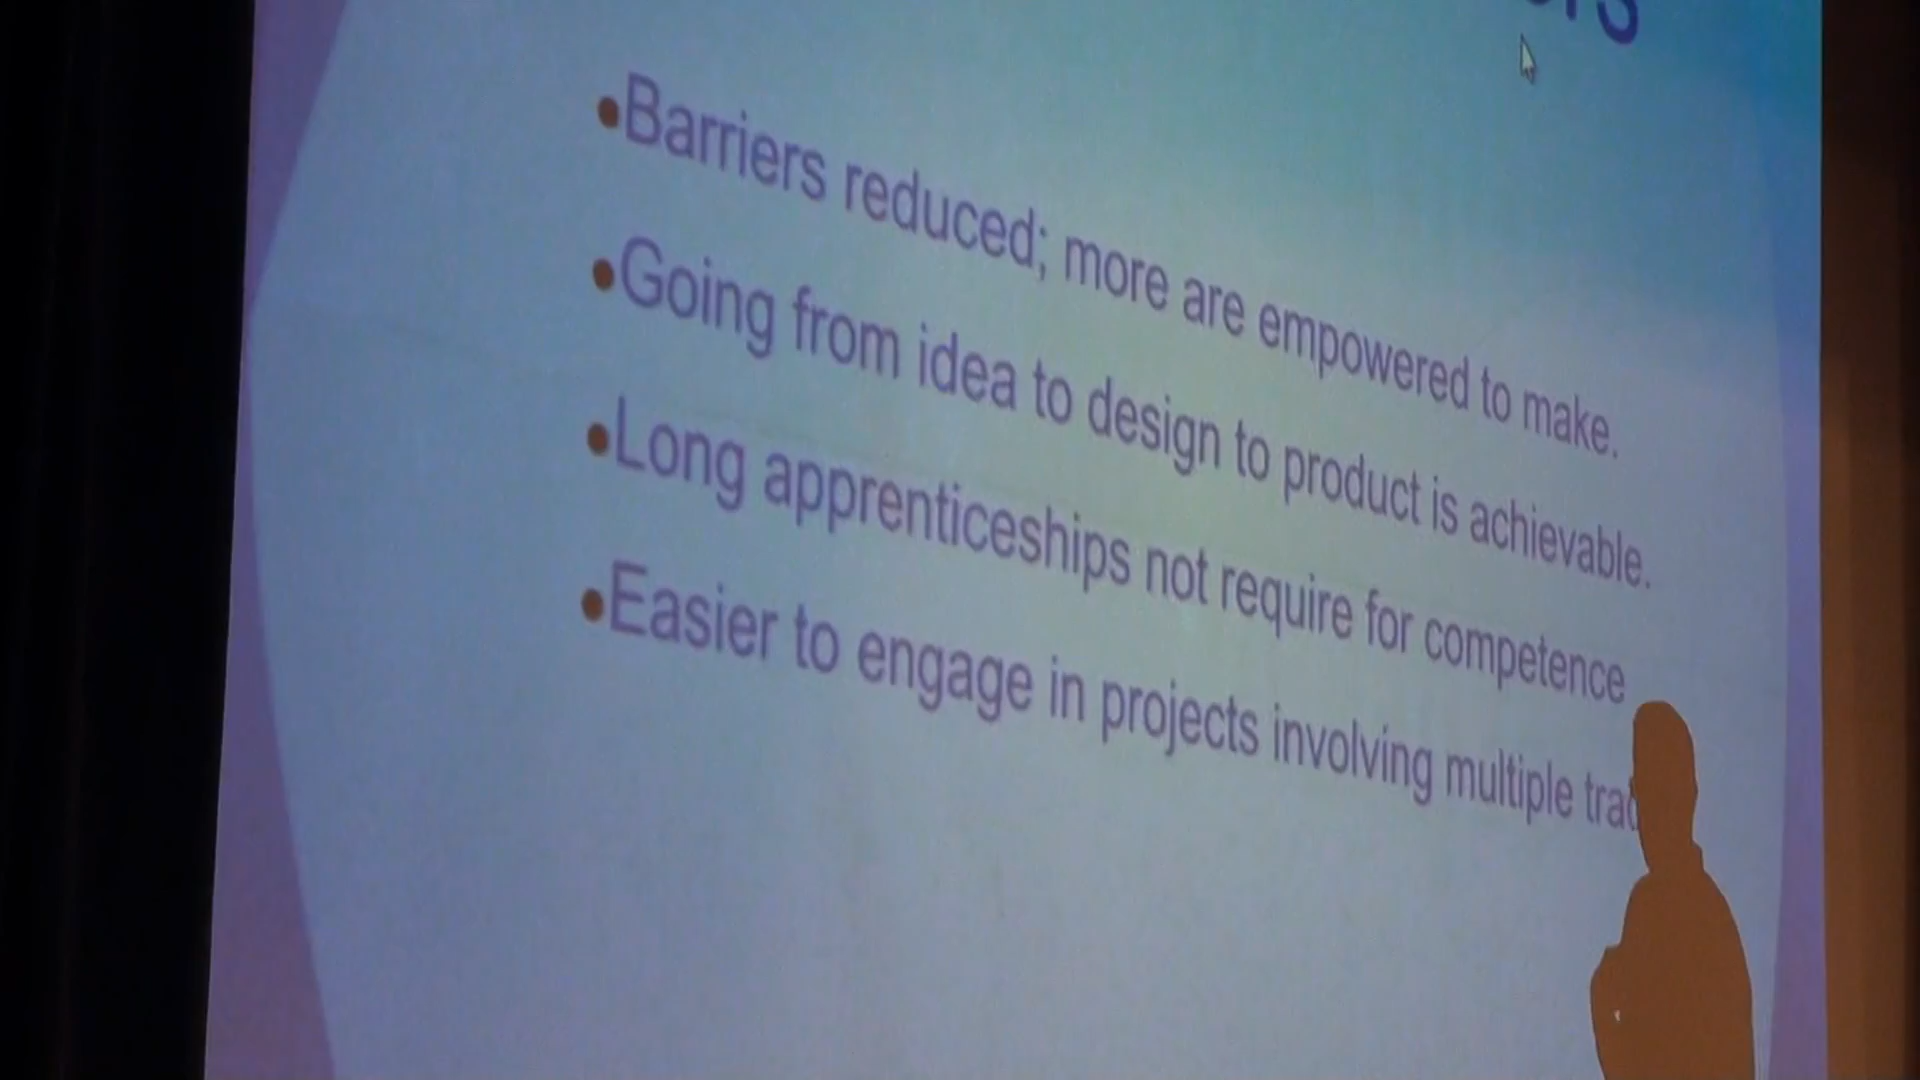 •Barriers reduced; more are empowered to make.
•Going from idea to design to product is achievable.
•Long apprenticeships not require for competence
•Easier to engage in projects involving multiple